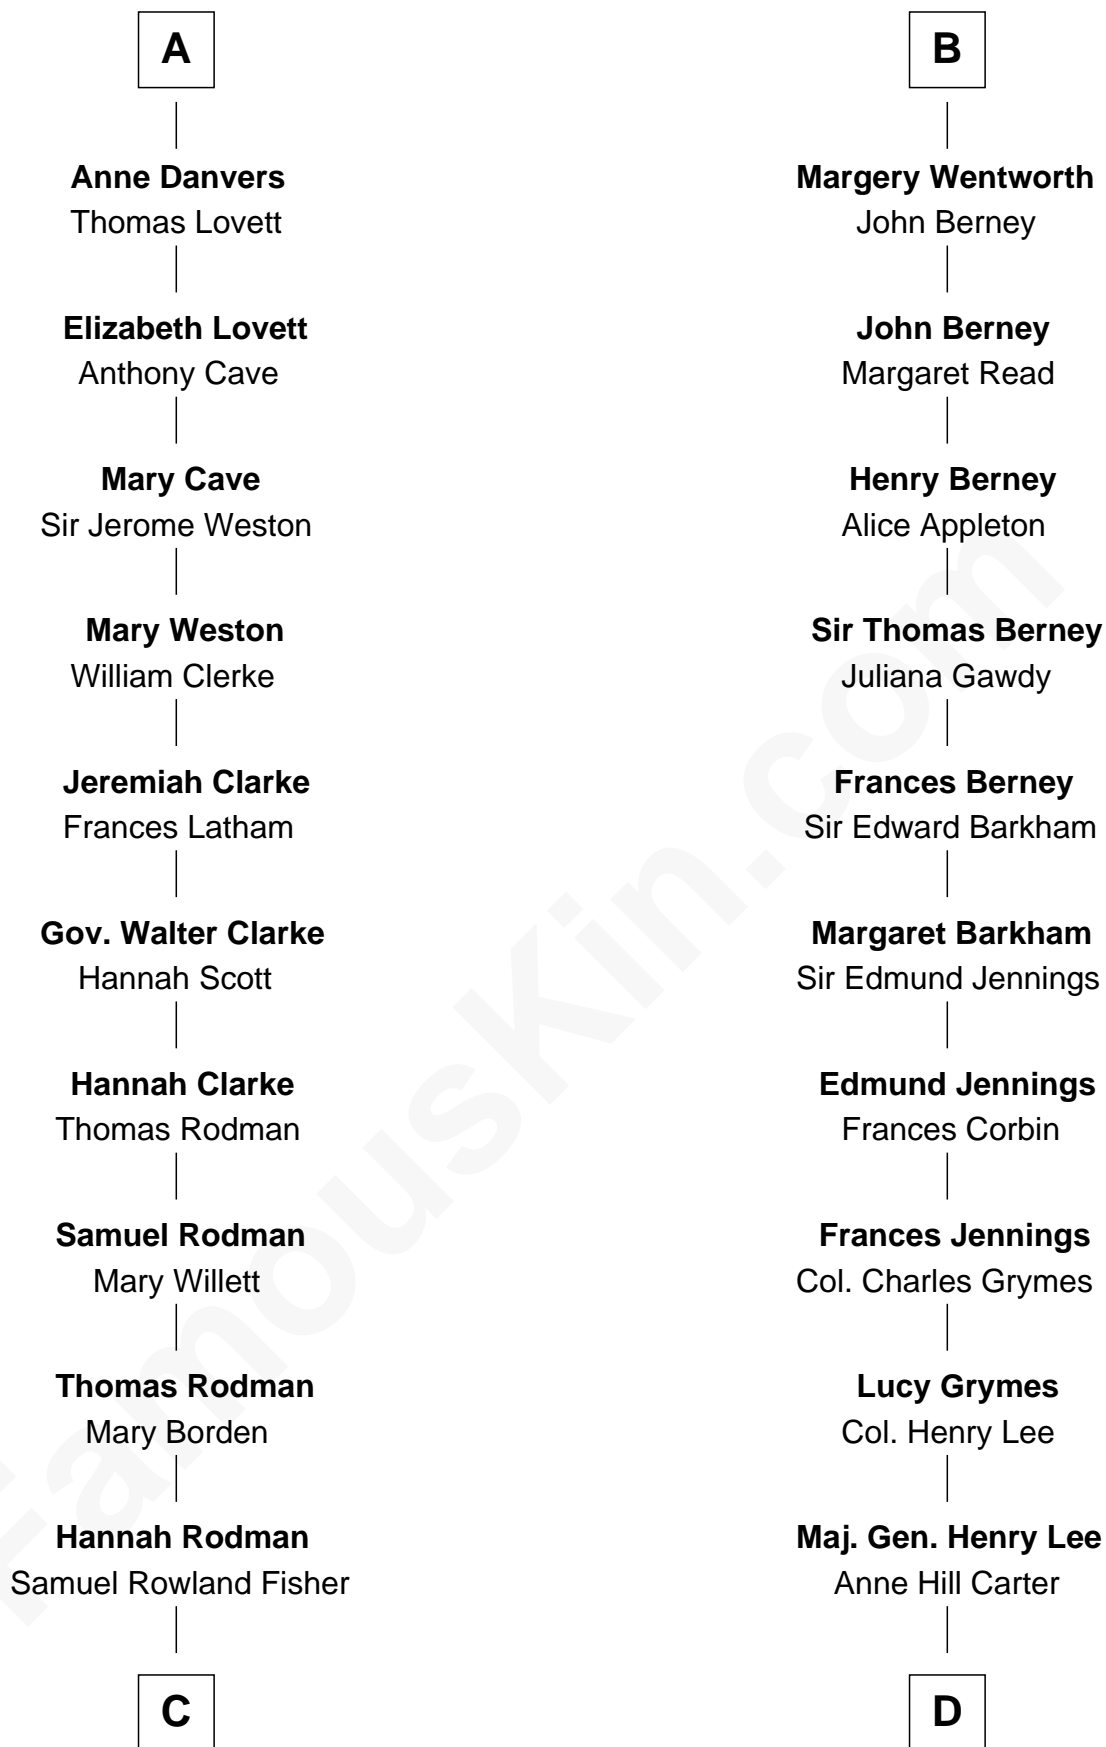 A
Anne Danvers
Thomas Lovett
Elizabeth Lovett
Anthony Cave
Mary Cave
Sir Jerome Weston
Mary Weston
William Clerke
Jeremiah Clarke
Frances Latham
Gov. Walter Clarke
Hannah Scott
Hannah Clarke
Thomas Rodman
Samuel Rodman
Mary Willett
Thomas Rodman
Mary Borden
Hannah Rodman
Samuel Rowland Fisher
C
B
Margery Wentworth
John Berney
John Berney
Margaret Read
Henry Berney
Alice Appleton
Sir Thomas Berney
Juliana Gawdy
Frances Berney
Sir Edward Barkham
Margaret Barkham
Sir Edmund Jennings
Edmund Jennings
Frances Corbin
Frances Jennings
Col. Charles Grymes
Lucy Grymes
Col. Henry Lee
Maj. Gen. Henry Lee
Anne Hill Carter
D
FamousKin.com